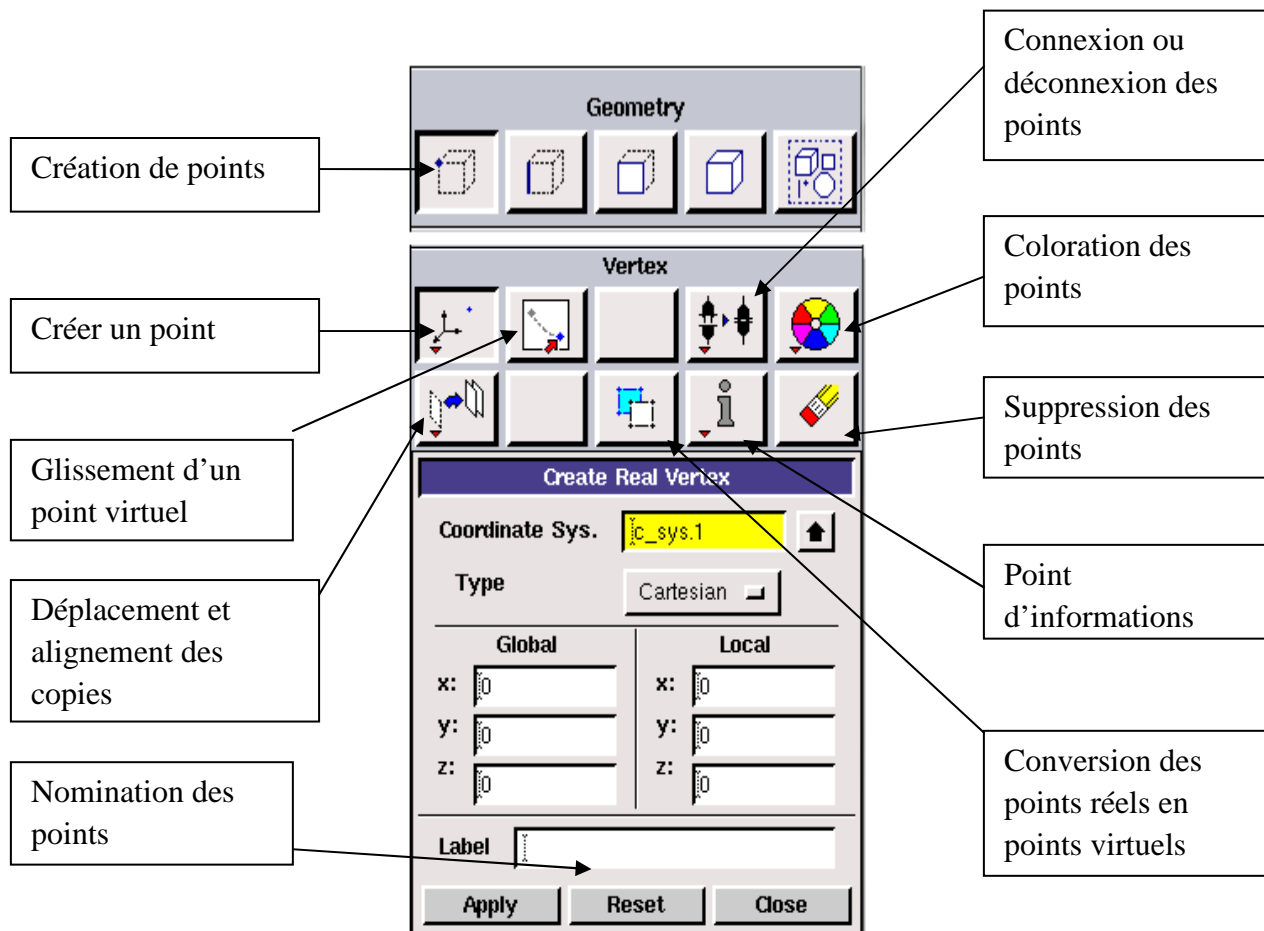 Connexion ou
déconnexion des
points
Geometry
Création de points
Vertex
Coloration des
points
Créer un point
Suppression des
points
Glissement d’un
point virtuel
Create Real Vertex
Coordinate Sys. c_sys.1
Type Cartesian
Point
d’informations
Déplacement et
alignement des
copies
Global Local
x: 0 x: 0
y: 0 y: 0
z: 0 z: 0
Conversion des
points réels en
points virtuels
Nomination des
points
Label
Apply Reset Close